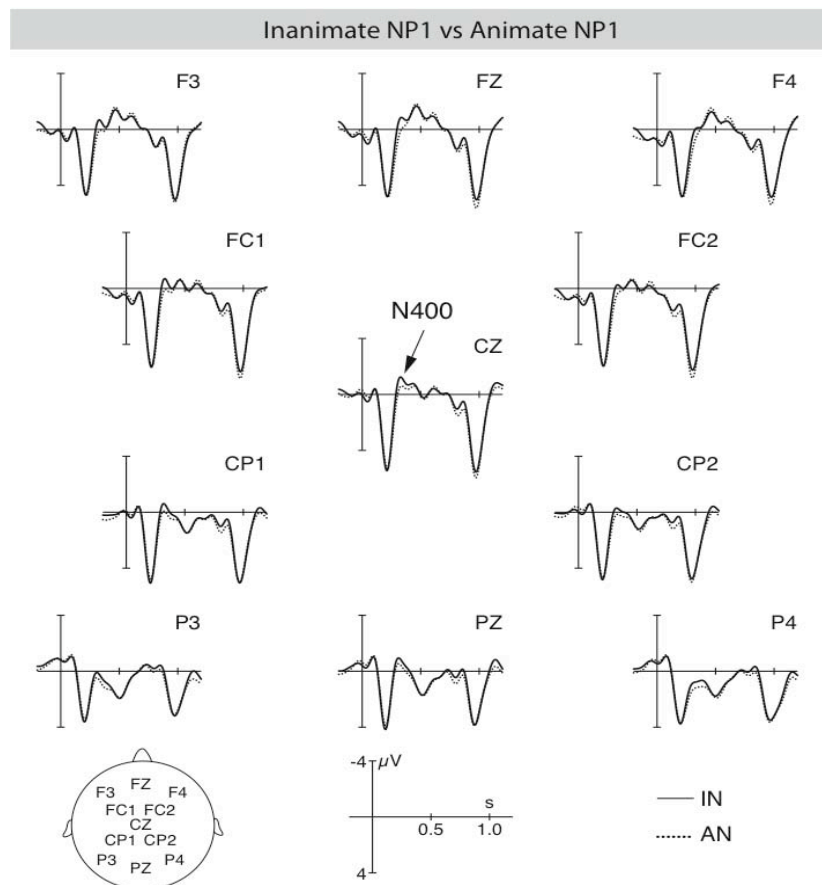 Inanimate NP1 vs Animate NP1
F3 FZ F4
FC1 FC2
N400
CZ
CP1 CP2
P3 PZ P4
-4 µV
s
0.5 1.0
4
FZ
F3 F4
FC1 FC2
CZ
CP1 CP2
P3 P4
PZ
IN
AN